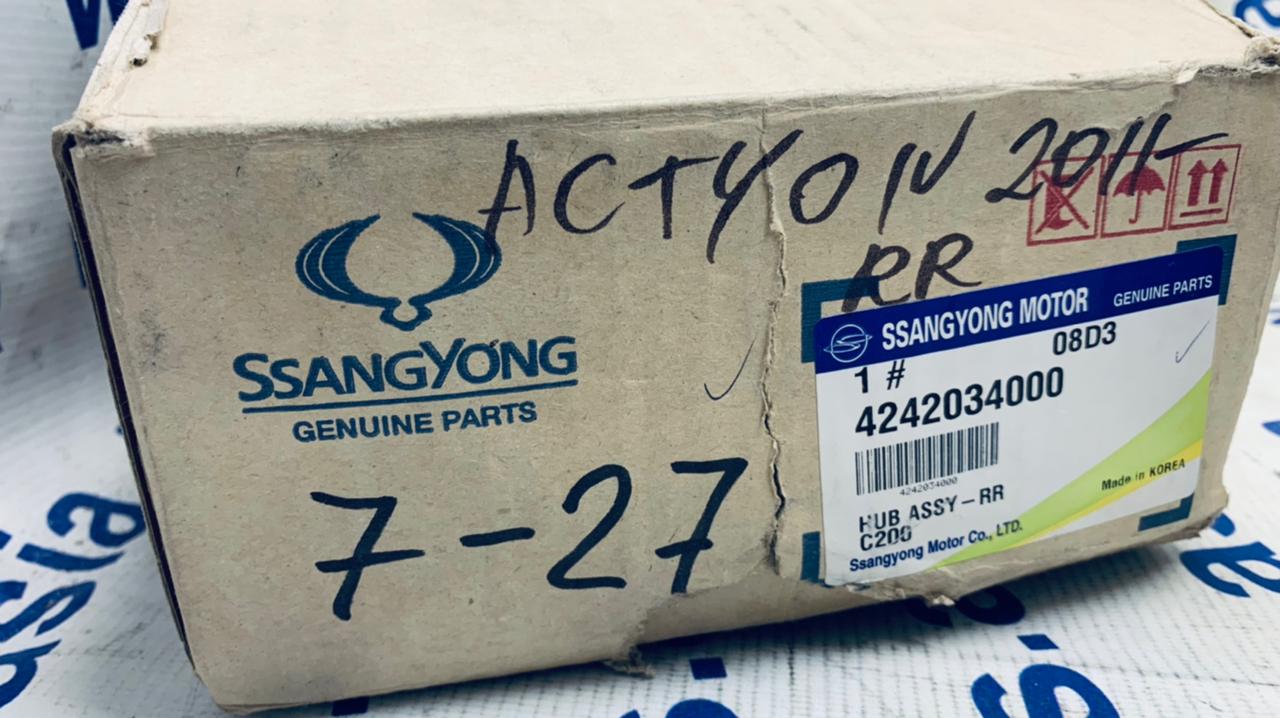 ACTYON 2011-
RR
SSANGYONG
GENUINE PARTS
7-27
SSANGYONG MOTOR GENUINE PARTS
08D3
1 #
4242034000
4242034000
Made in KOREA
HUB ASSY-RR
C200
Ssangyong Motor Co., LTD.